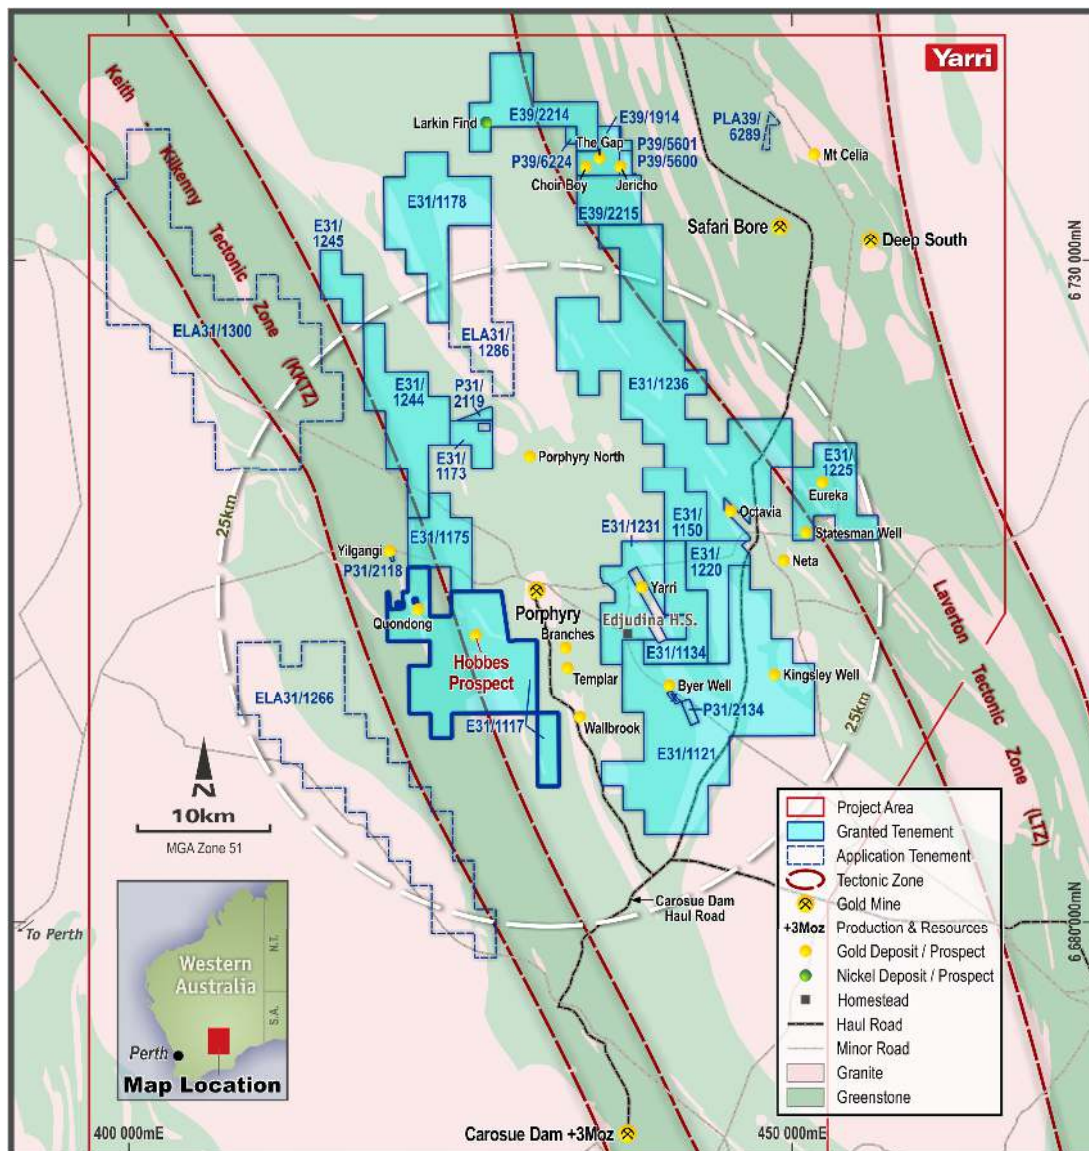 Yarri
Keith - Kilkenny Tectonic Zone (KKTZ)
Larkin Find
E39/2214
E39/1914
PLA39/
6289
The Gap
P39/5601
P39/6224
P39/5600
Mt Celia
Choir Boy
Jericho
E31/1178
E39/2215
Safari Bore
Deep South
E31/
1245
6 730 000mN
ELA31/1300
ELA31/
1286
E31/
1244
P31/
2119
E31/1236
E31/
1173
Porphyry North
E31/
1225
Eureka
25km
E31/1175
E31/1231
E31/
1150
Octavia
Statesman Well
Yilgangi
P31/2118
E31/
1220
Neta
Yarri
Porphyry
Quondong
Edjudina H.S.
Branches
E31/1134
Hobbes
Prospect
Templar
Byer Well
Kingsley Well
ELA31/1266
P31/2134
E31/1117
Wallbrook
E31/1121
25km
Laverton Tectonic Zone (LTZ)
N
10km
MGA Zone 51
Project Area
Granted Tenement
Application Tenement
Tectonic Zone
Gold Mine
+3Moz Production & Resources
Gold Deposit / Prospect
Nickel Deposit / Prospect
Homestead
Haul Road
Minor Road
Granite
Greenstone
Carosue Dam
Haul Road
6 680 000mN
To Perth
Western
Australia
N.T.
S.A.
Perth
Map Location
400 000mE
Carosue Dam +3Moz
450 000mE